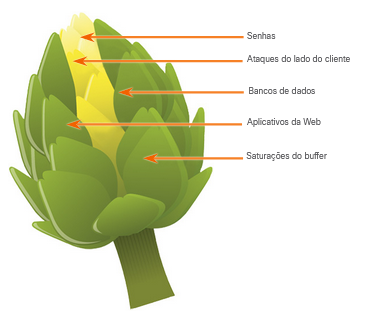 Senhas
Ataques do lado do cliente
Bancos de dados
Aplicativos da Web
Saturações do buffer